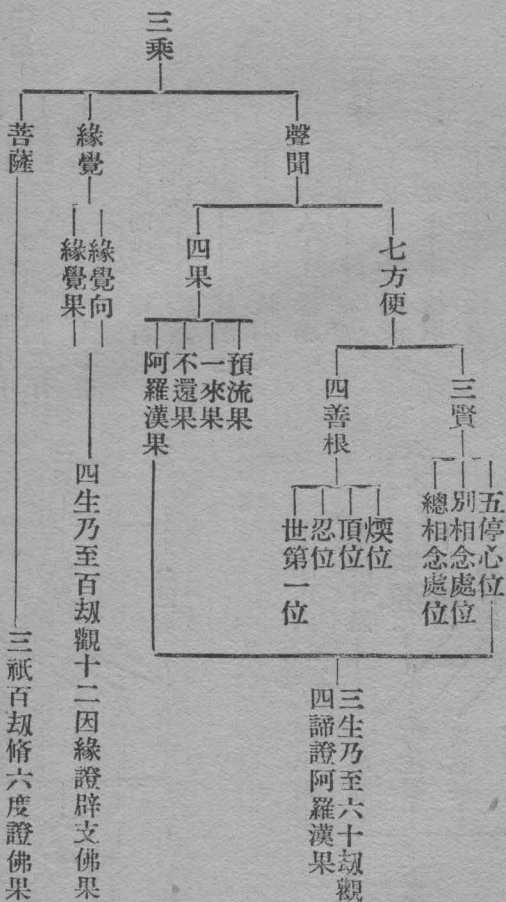 三乘
聲聞
七方便
三賢
五停心位
別相念處位
總相念處位
四善根
煗位
頂位
忍位
世第一位
四果
預流果
一來果
不還果
阿羅漢果
三生乃至六十劫觀
四諦證阿羅漢果
緣覺
緣覺向
緣覺果
四生乃至百劫觀十二因緣證辟支佛果
菩薩
三祇百劫脩六度證佛果